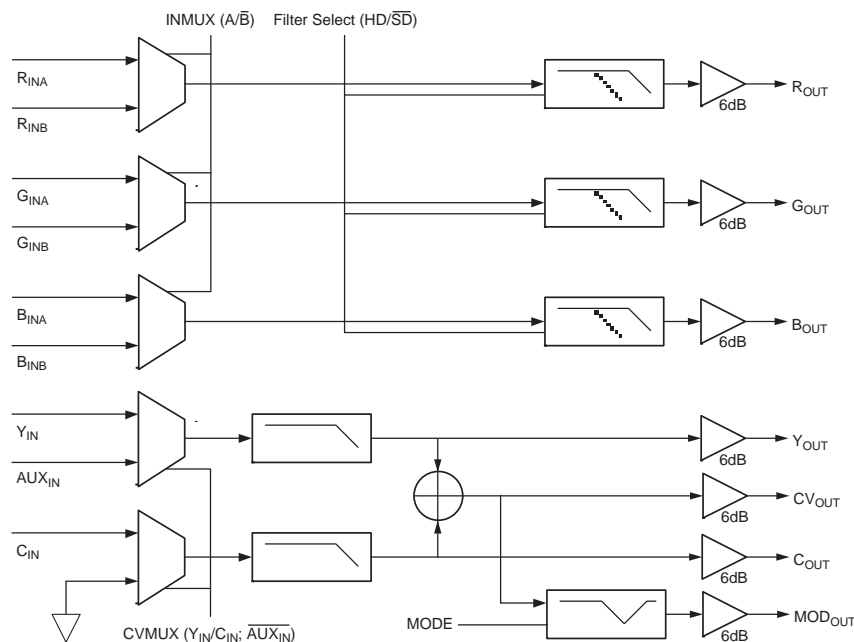 INMUX (A/B̅) Filter Select (HD/S̅D̅)
R_INA
R_INB
6dB
R_OUT
G_INA
G_INB
6dB
G_OUT
B_INA
B_INB
6dB
B_OUT
Y_IN
6dB
Y_OUT
AUX_IN
6dB
CV_OUT
C_IN
6dB
C_OUT
MODE
6dB
MOD_OUT
CVMUX (Y_IN/C_IN; A̅U̅X̅_I̅N̅)